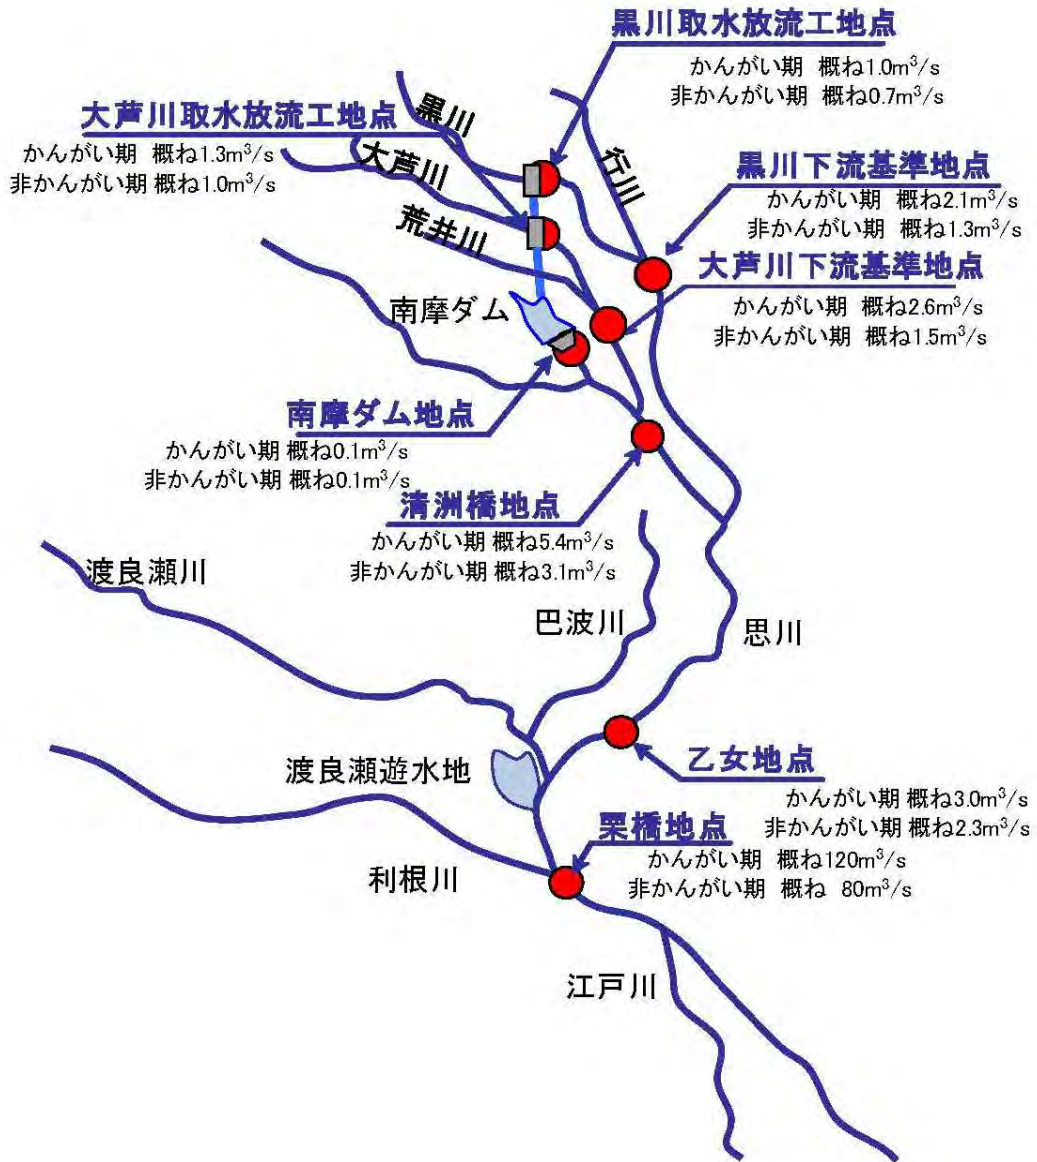 黒川取水放流工地点
かんがい期 概ね1.0m³/s
非かんがい期 概ね0.7m³/s
大芦川取水放流工地点
かんがい期 概ね1.3m³/s
非かんがい期 概ね1.0m³/s
黒川
大芦川
荒井川
行川
黒川下流基準地点
かんがい期 概ね2.1m³/s
非かんがい期 概ね1.3m³/s
大芦川下流基準地点
かんがい期 概ね2.6m³/s
非かんがい期 概ね1.5m³/s
南摩ダム
南摩ダム地点
かんがい期 概ね0.1m³/s
非かんがい期 概ね0.1m³/s
清洲橋地点
かんがい期 概ね5.4m³/s
非かんがい期 概ね3.1m³/s
渡良瀬川
巴波川
思川
渡良瀬遊水地
乙女地点
かんがい期 概ね3.0m³/s
非かんがい期 概ね2.3m³/s
栗橋地点
かんがい期 概ね120m³/s
非かんがい期 概ね 80m³/s
利根川
江戸川